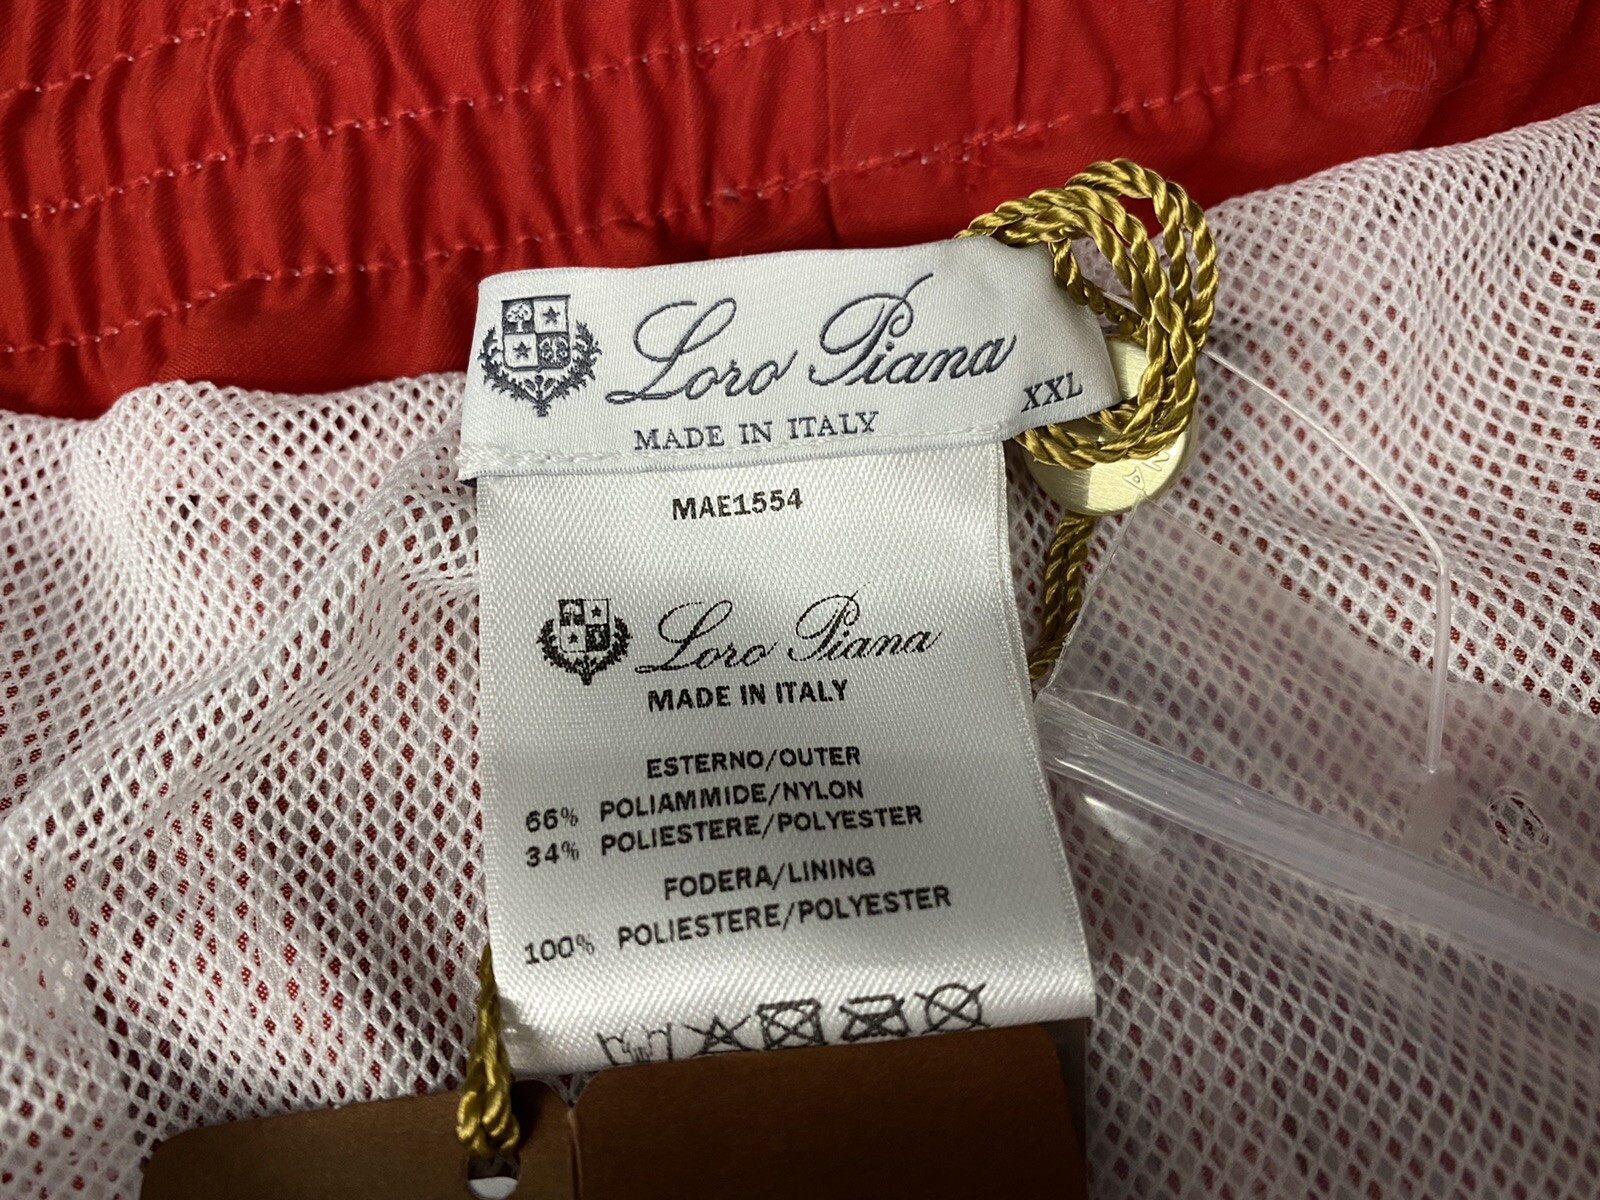 Loro Piana
MADE IN ITALY
XXL
MAE1554
Loro Piana
MADE IN ITALY
ESTERNO/OUTER
66% POLIAMMIDE/NYLON
34% POLIESTERE/POLYESTER
FODERA/LINING
100% POLIESTERE/POLYESTER